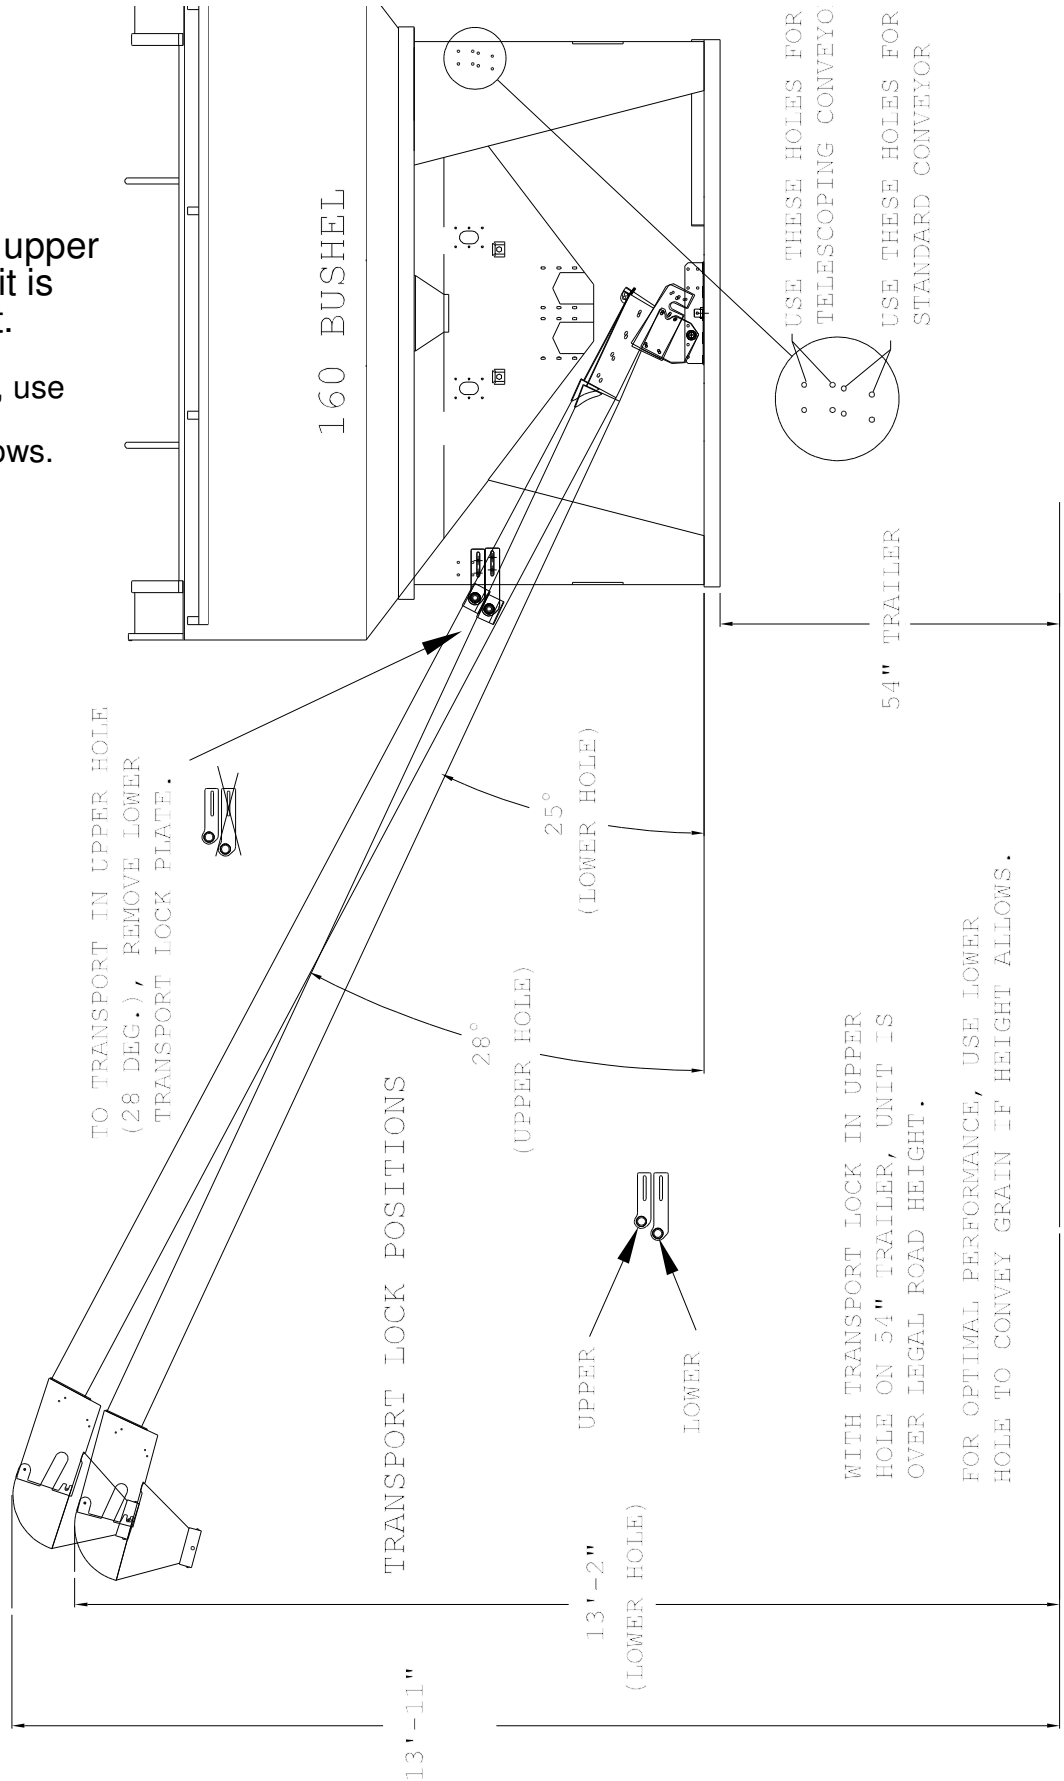 upper
it is
t.
, use
ows.
160 BUSHEL
USE THESE HOLES FOR
TELESCOPING CONVEYO
USE THESE HOLES FOR
STANDARD CONVEYOR
54" TRAILER
TO TRANSPORT IN UPPER HOLE
(28 DEG.), REMOVE LOWER
TRANSPORT LOCK PLATE.
25°
(LOWER HOLE)
28°
(UPPER HOLE)
TRANSPORT LOCK POSITIONS
UPPER
LOWER
WITH TRANSPORT LOCK IN UPPER
HOLE ON 54" TRAILER, UNIT IS
OVER LEGAL ROAD HEIGHT.
FOR OPTIMAL PERFORMANCE, USE LOWER
HOLE TO CONVEY GRAIN IF HEIGHT ALLOWS.
13'-2"
(LOWER HOLE)
13'-11"